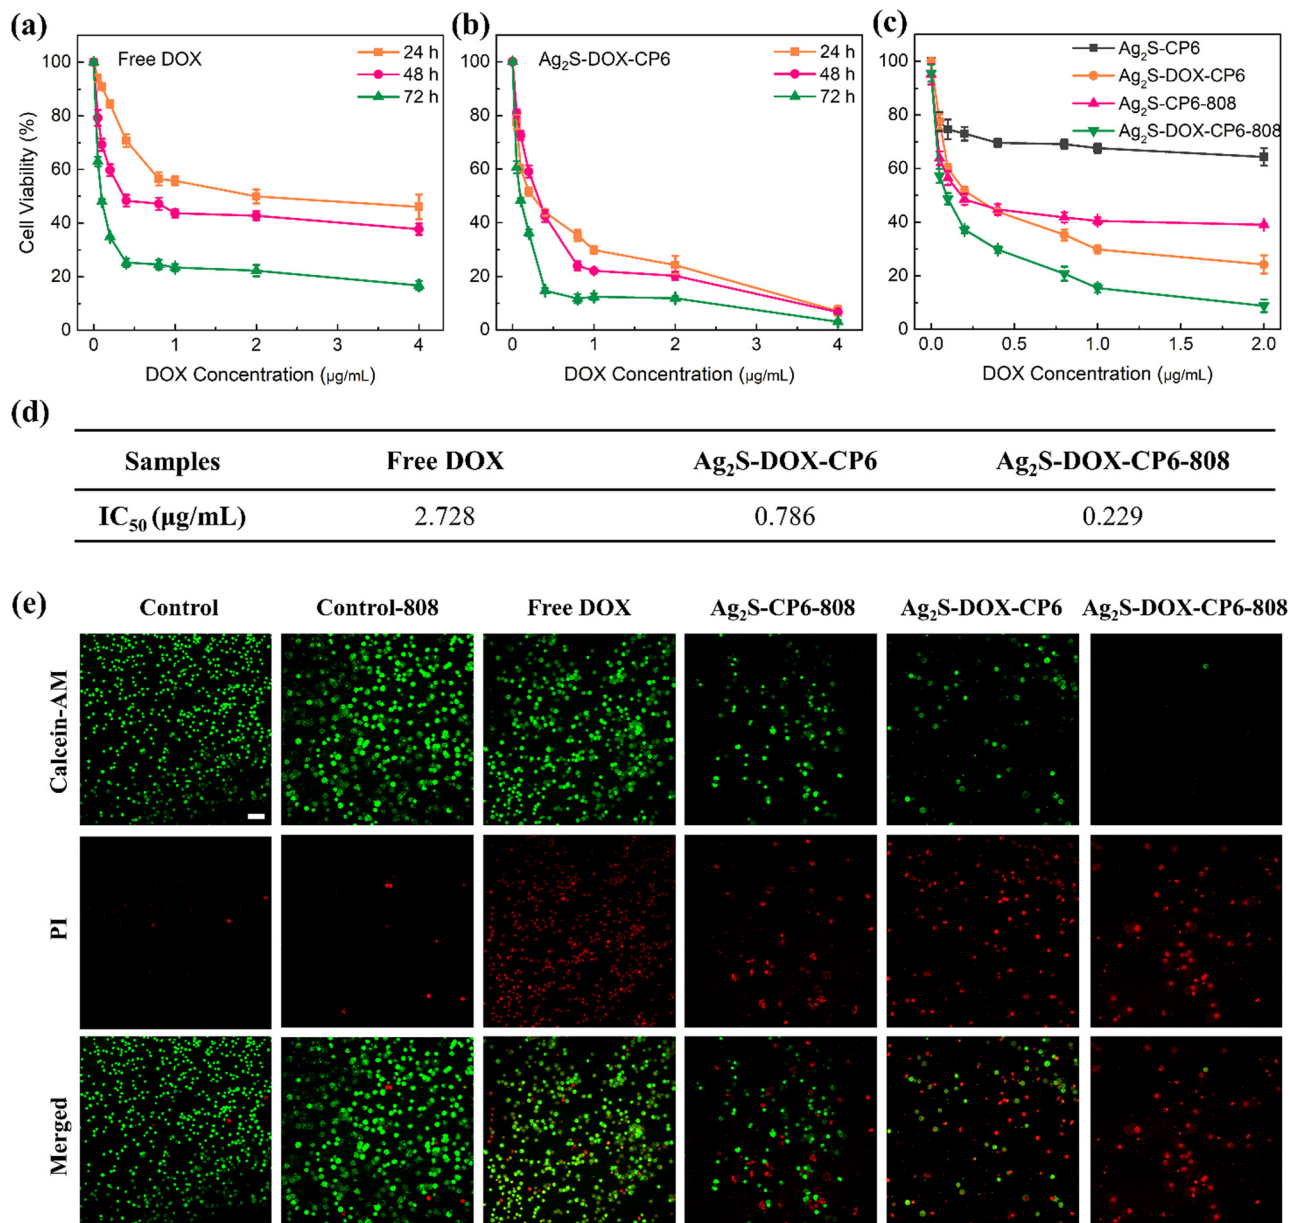 (a)
Free DOX
24 h
48 h
72 h
Cell Viability (%)
100
80
60
40
20
0
0 1 2 3 4
DOX Concentration (μg/mL)
(b)
Ag₂S-DOX-CP6
24 h
48 h
72 h
100
80
60
40
20
0
0 1 2 3 4
DOX Concentration (μg/mL)
(c)
Ag₂S-CP6
Ag₂S-DOX-CP6
Ag₂S-CP6-808
Ag₂S-DOX-CP6-808
100
80
60
40
20
0
0.0 0.5 1.0 1.5 2.0
DOX Concentration (μg/mL)
(d)
Samples Free DOX Ag₂S-DOX-CP6 Ag₂S-DOX-CP6-808
IC₅₀ (μg/mL) 2.728 0.786 0.229
(e)
Control Control-808 Free DOX Ag₂S-CP6-808 Ag₂S-DOX-CP6 Ag₂S-DOX-CP6-808
Calcein-AM
PI
Merged